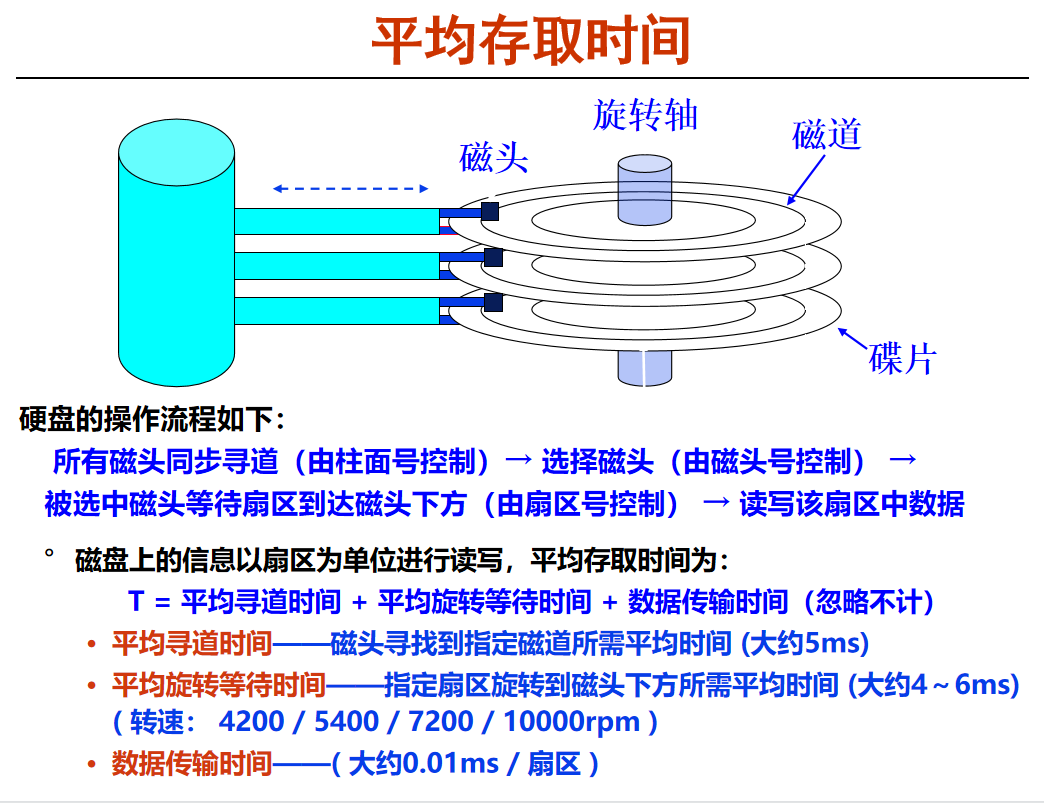 平均存取时间
旋转轴
磁道
磁头
碟片
硬盘的操作流程如下：
所有磁头同步寻道（由柱面号控制）→ 选择磁头（由磁头号控制） →
被选中磁头等待扇区到达磁头下方（由扇区号控制） → 读写该扇区中数据
° 磁盘上的信息以扇区为单位进行读写，平均存取时间为：
T = 平均寻道时间 + 平均旋转等待时间 + 数据传输时间（忽略不计）
• 平均寻道时间——磁头寻找到指定磁道所需平均时间 (大约5ms)
• 平均旋转等待时间——指定扇区旋转到磁头下方所需平均时间 (大约4～6ms)
( 转速： 4200 / 5400 / 7200 / 10000rpm )
• 数据传输时间——( 大约0.01ms / 扇区 )